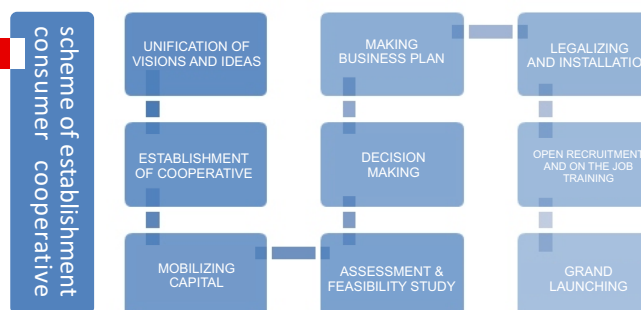 scheme of establishment
consumer cooperative
UNIFICATION OF
VISIONS AND IDEAS
ESTABLISHMENT
OF COOPERATIVE
MOBILIZING
CAPITAL
ASSESSMENT &
FEASIBILITY STUDY
DECISION
MAKING
MAKING
BUSINESS PLAN
LEGALIZING
AND INSTALLATIO
OPEN RECRUITMENT
AND ON THE JOB
TRAINING
GRAND
LAUNCHING